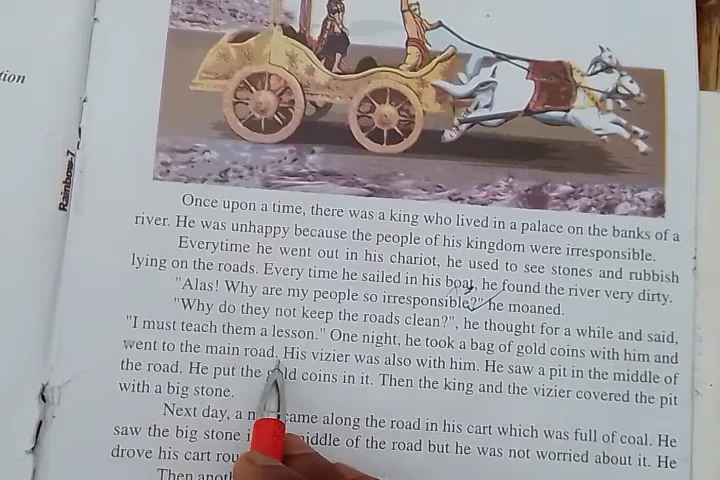 tion
Rainbow-7
Once upon a time, there was a king who lived in a palace on the banks of a
river. He was unhappy because the people of his kingdom were irresponsible.
Everytime he went out in his chariot, he used to see stones and rubbish
lying on the roads. Every time he sailed in his boat, he found the river very dirty.
"Alas! Why are my people so irresponsible?" he moaned.
"Why do they not keep the roads clean?", he thought for a while and said,
"I must teach them a lesson." One night, he took a bag of gold coins with him and
went to the main road. His vizier was also with him. He saw a pit in the middle of
the road. He put the gold coins in it. Then the king and the vizier covered the pit
with a big stone.
Next day, a came along the road in his cart which was full of coal. He
saw the big stone middle of the road but he was not worried about it. He
drove his cart
Then